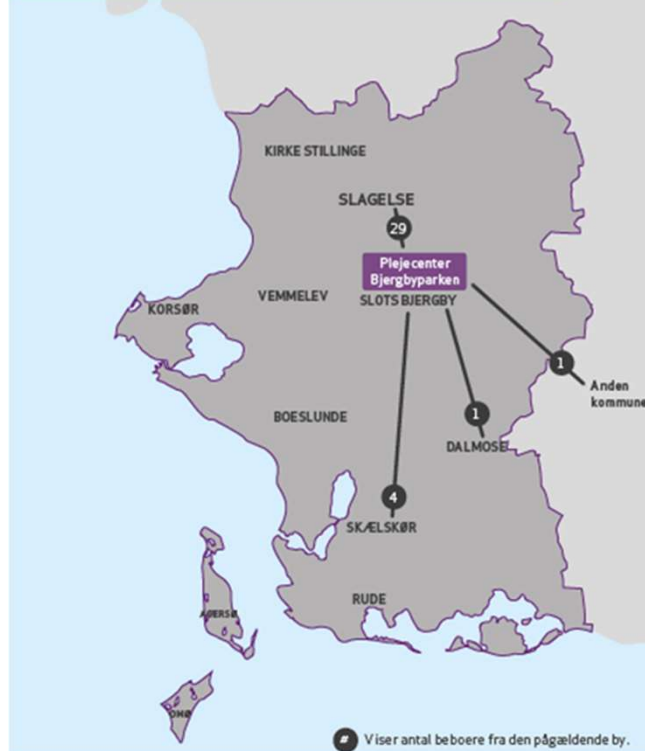 KIRKE STILLINGE
SLAGELSE
29
Plejecenter
Bjergbyparken
SLOTS BJERGBY
VEMMELEV
KORSØR
1
Anden
kommune
BOESLUNDE
1
DALMOSE
4
SKÆLSKØR
RUDE
AGERSØ
OMØ
# Viser antal beboere fra den pågældende by.